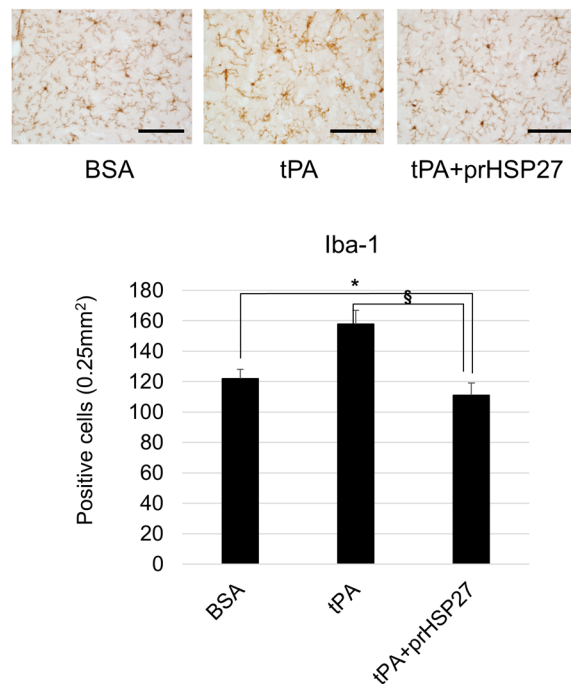 BSA tPA tPA+prHSP27
Iba-1
Positive cells (0.25mm²)
180
160
140
120
100
80
60
40
20
0
*
§
BSA
tPA
tPA+prHSP27